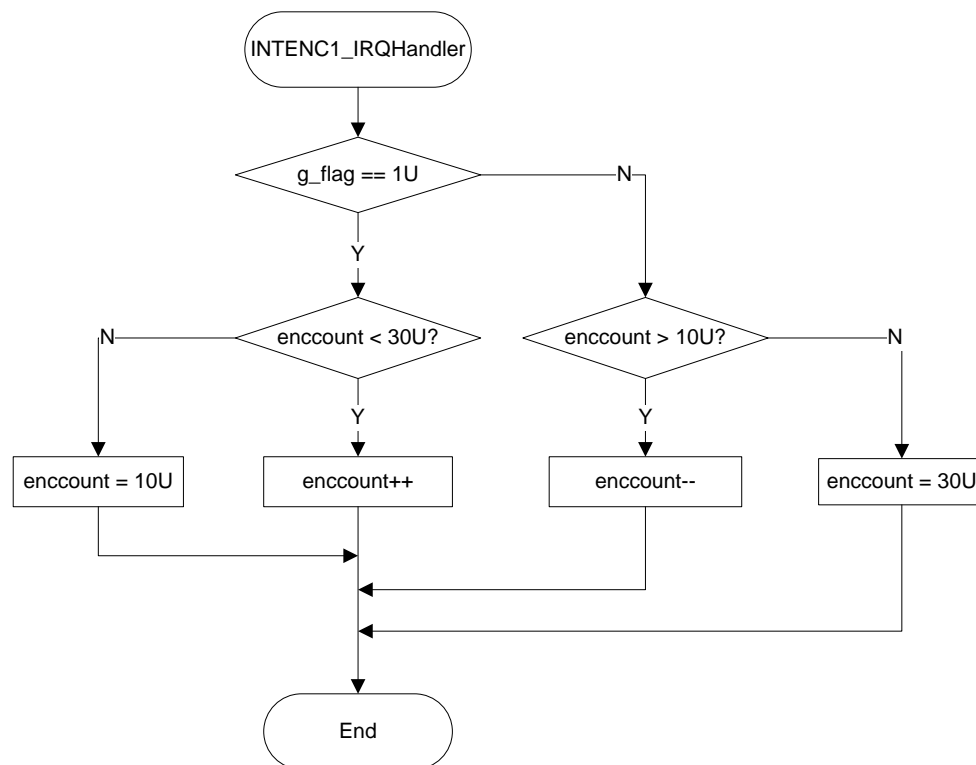 INTENC1_IRQHandler
g_flag == 1U
N
Y
enccount < 30U?
N
Y
enccount > 10U?
N
Y
enccount = 10U
enccount++
enccount--
enccount = 30U
End